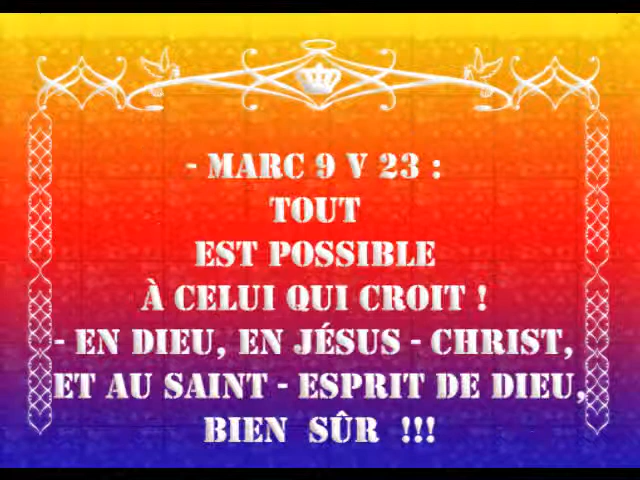 - MARC 9 V 23 :
TOUT
EST POSSIBLE
À CELUI QUI CROIT !
- EN DIEU, EN JÉSUS - CHRIST,
ET AU SAINT - ESPRIT DE DIEU,
BIEN SÛR !!!